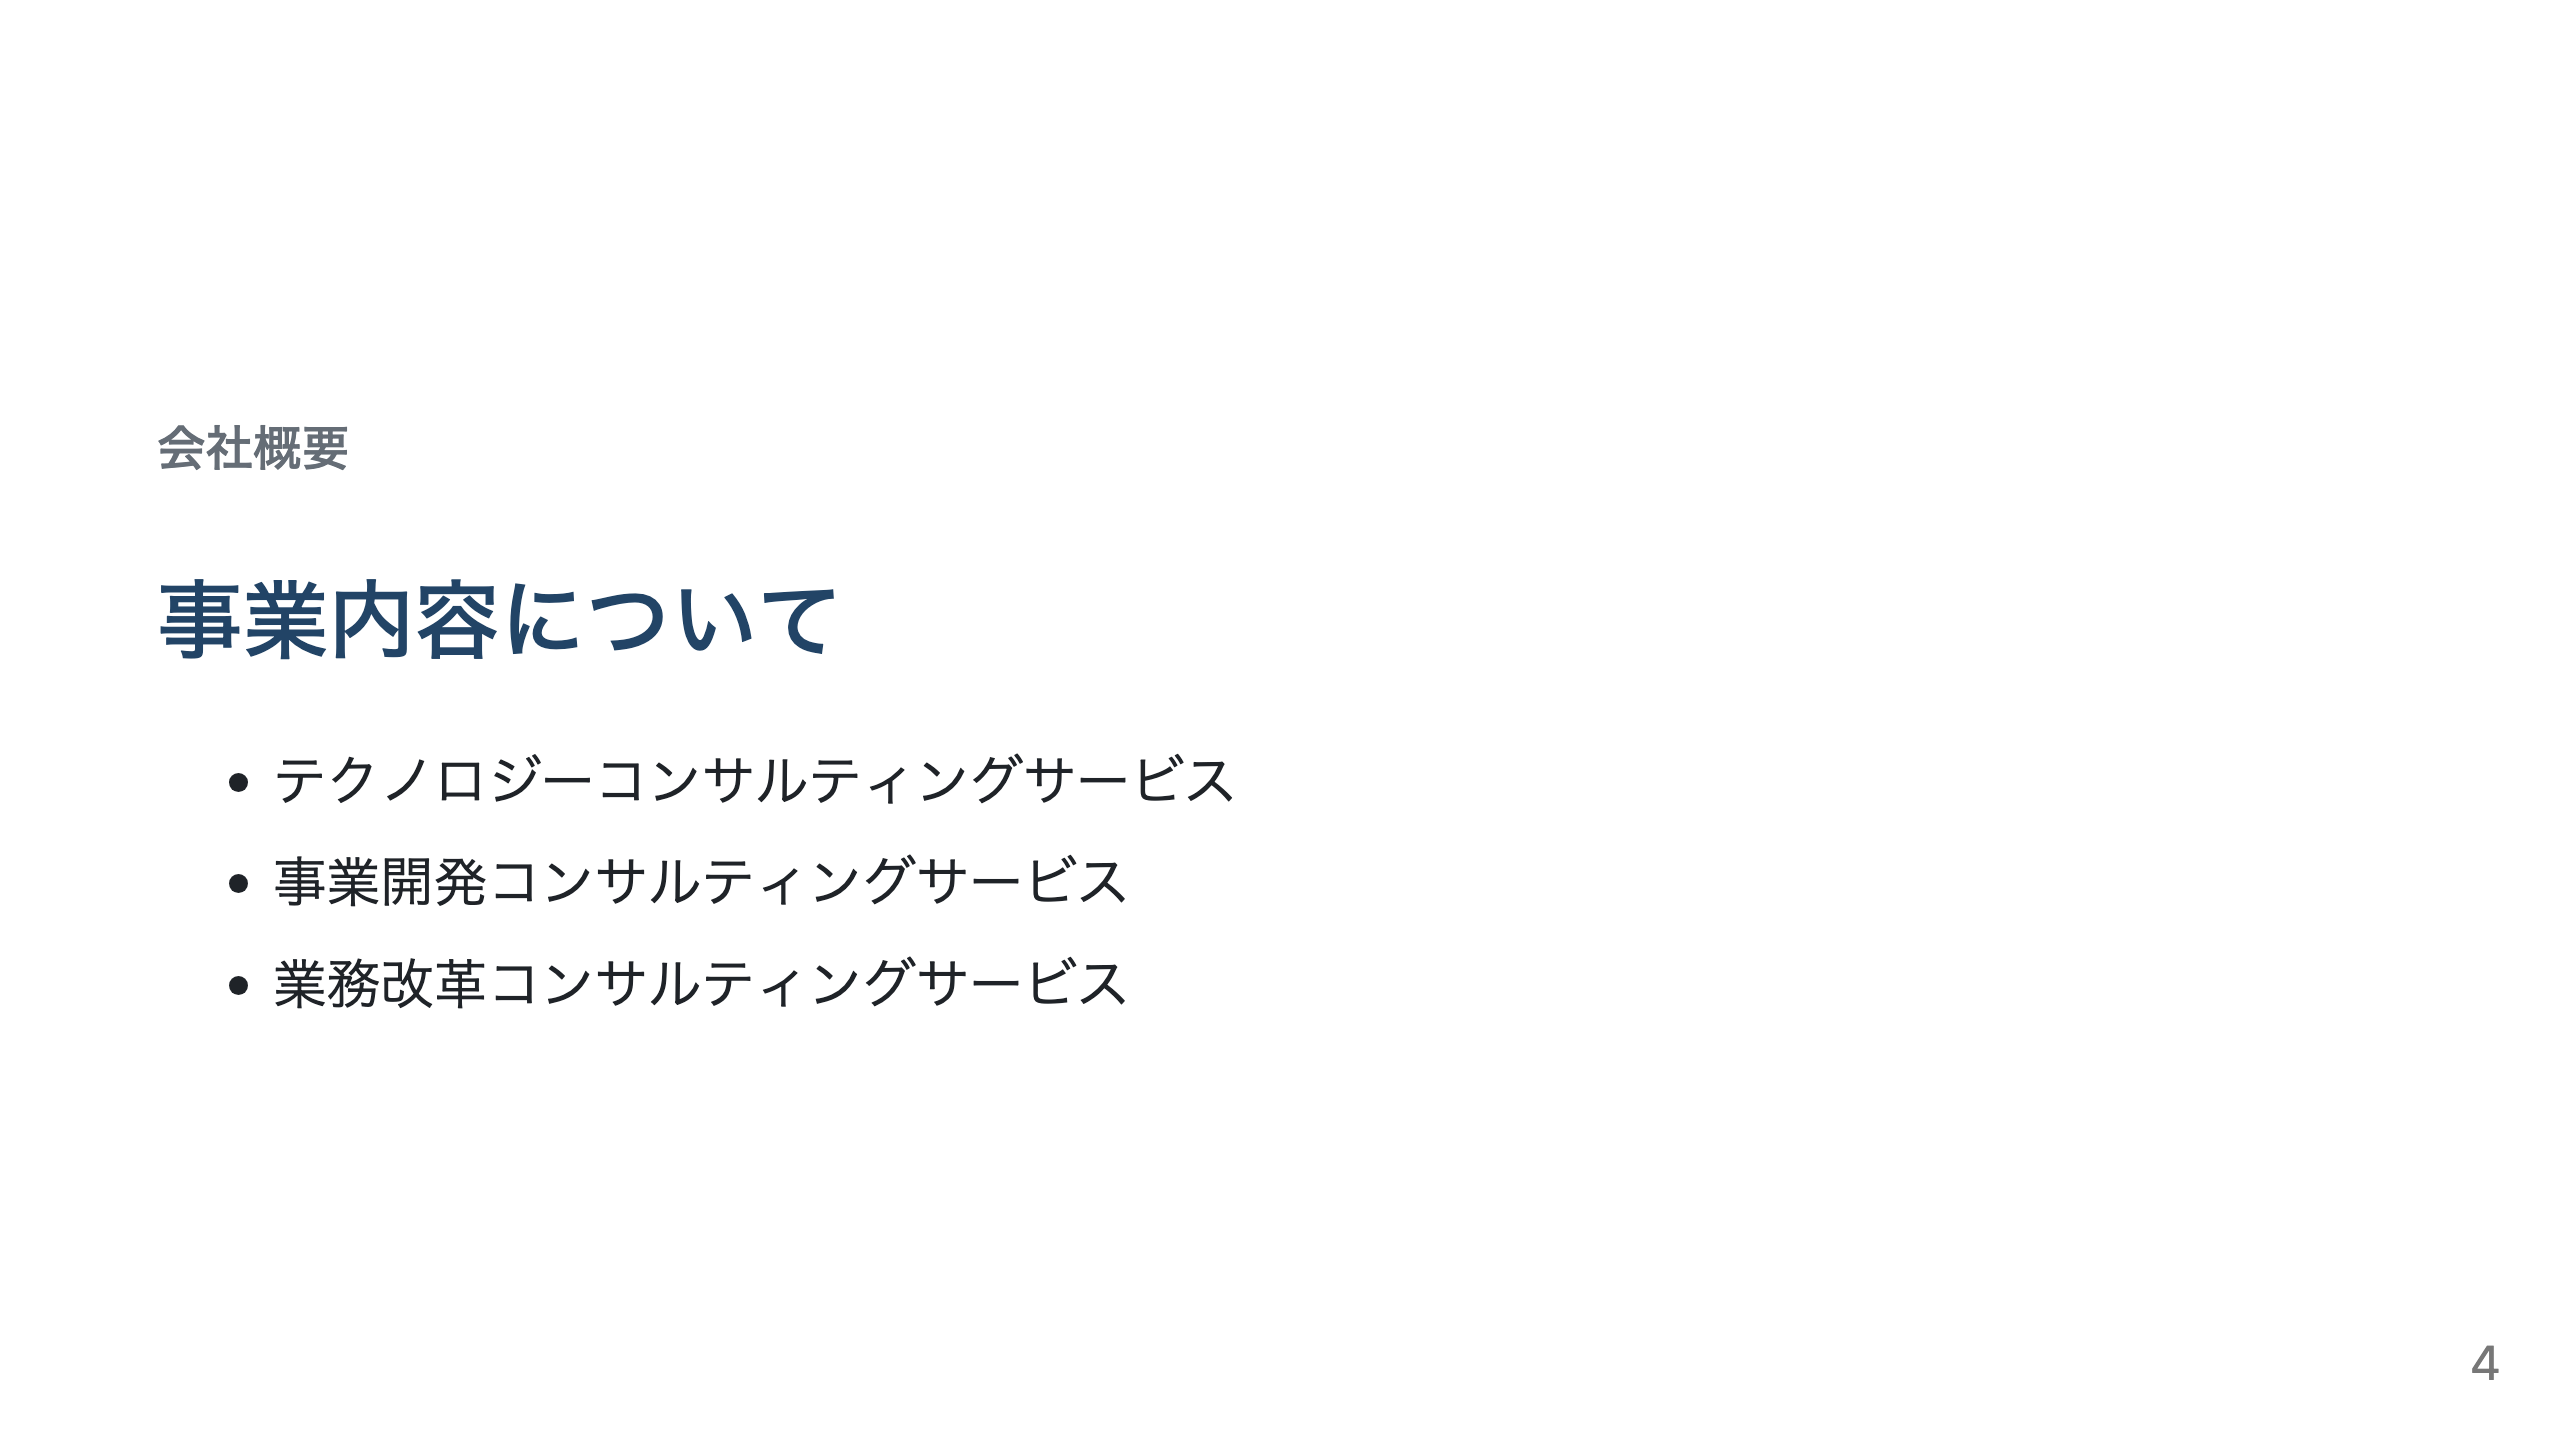 会社概要
事業内容について
• テクノロジーコンサルティングサービス
• 事業開発コンサルティングサービス
• 業務改革コンサルティングサービス
4